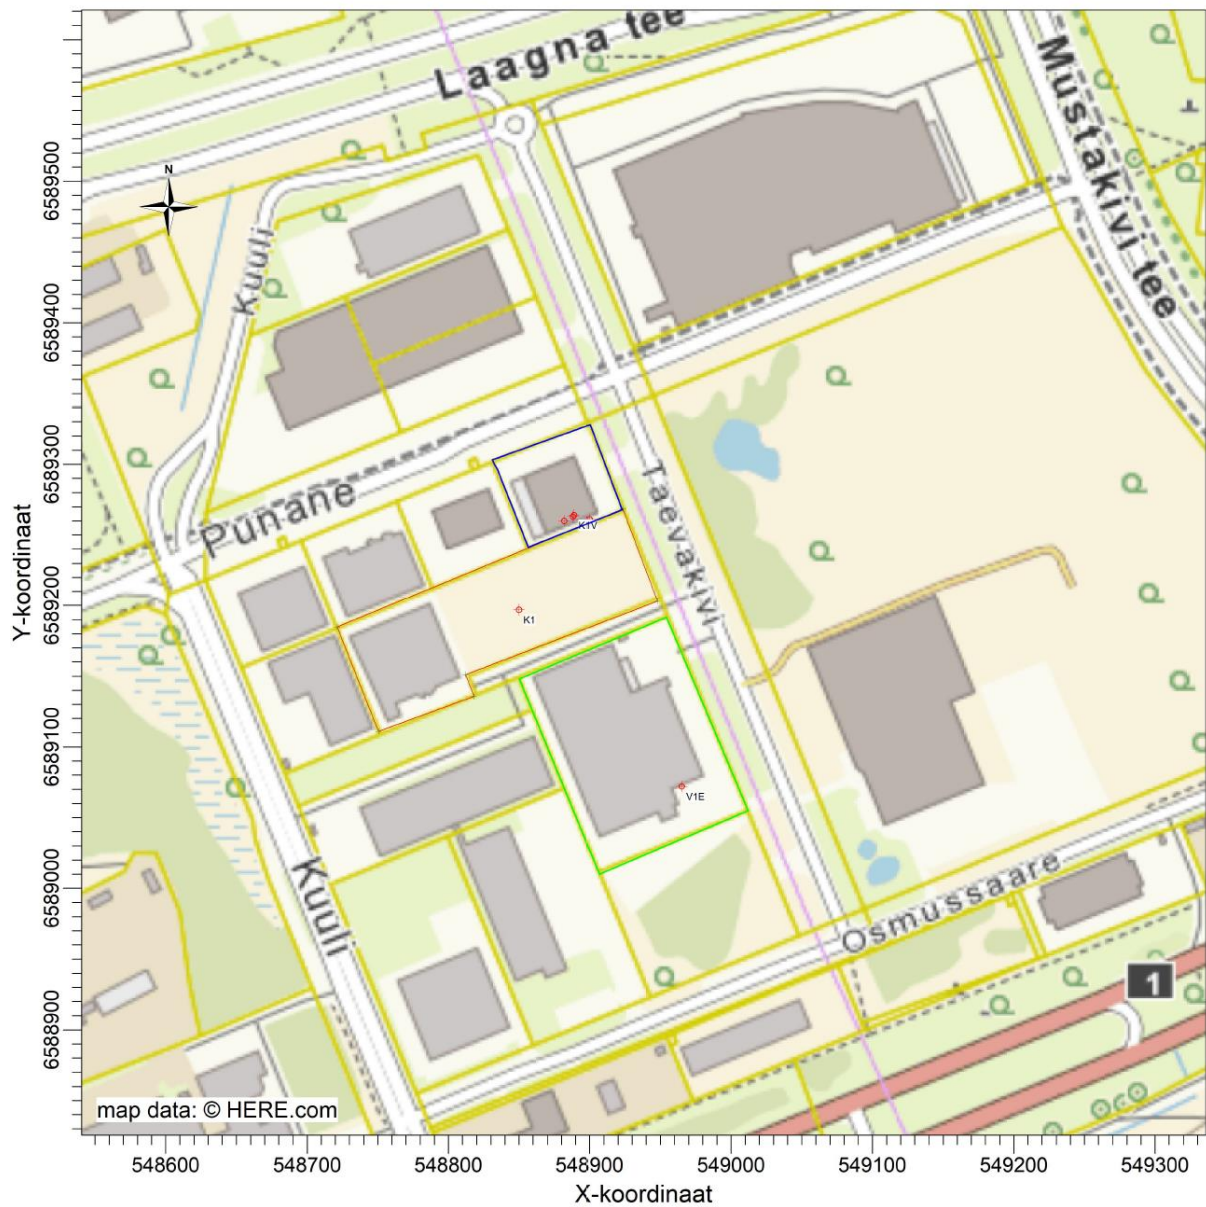 Laagna tee
Mustakivi tee
N
Kuuli
Punane
Taevakivi
K1V
K1
V1E
Kuuli
Osmussaare
1
map data: © HERE.com
Y-koordinaat
6589500
6589400
6589300
6589200
6589100
6589000
6588900
548600 548700 548800 548900 549000 549100 549200 549300
X-koordinaat